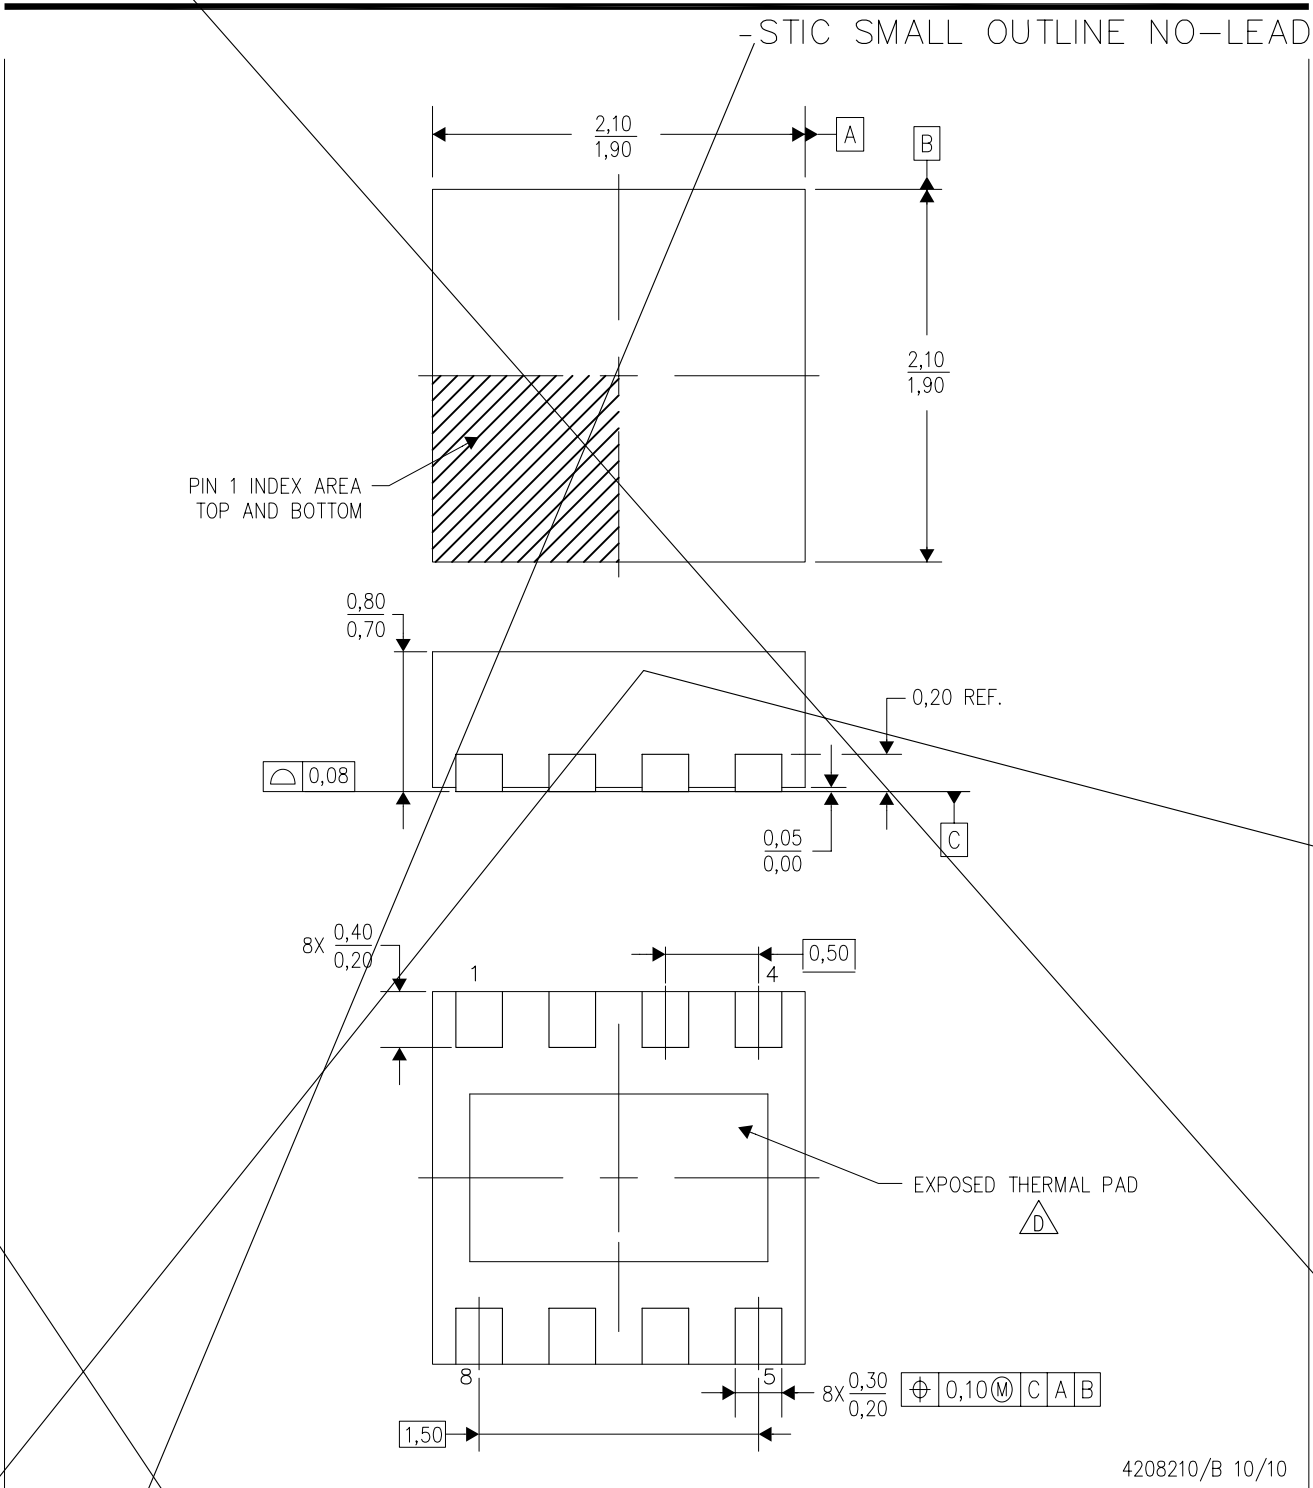 -STIC SMALL OUTLINE NO-LEAD
2,10
1,90
A
B
2,10
1,90
PIN 1 INDEX AREA
TOP AND BOTTOM
0,80
0,70
0,20 REF.
0,08
0,05
0,00
C
8X 0,40
0,20
0,50
1
4
EXPOSED THERMAL PAD
D
8
5
8X 0,30
0,20
⌖ 0,10 Ⓜ C A B
1,50
4208210/B 10/10